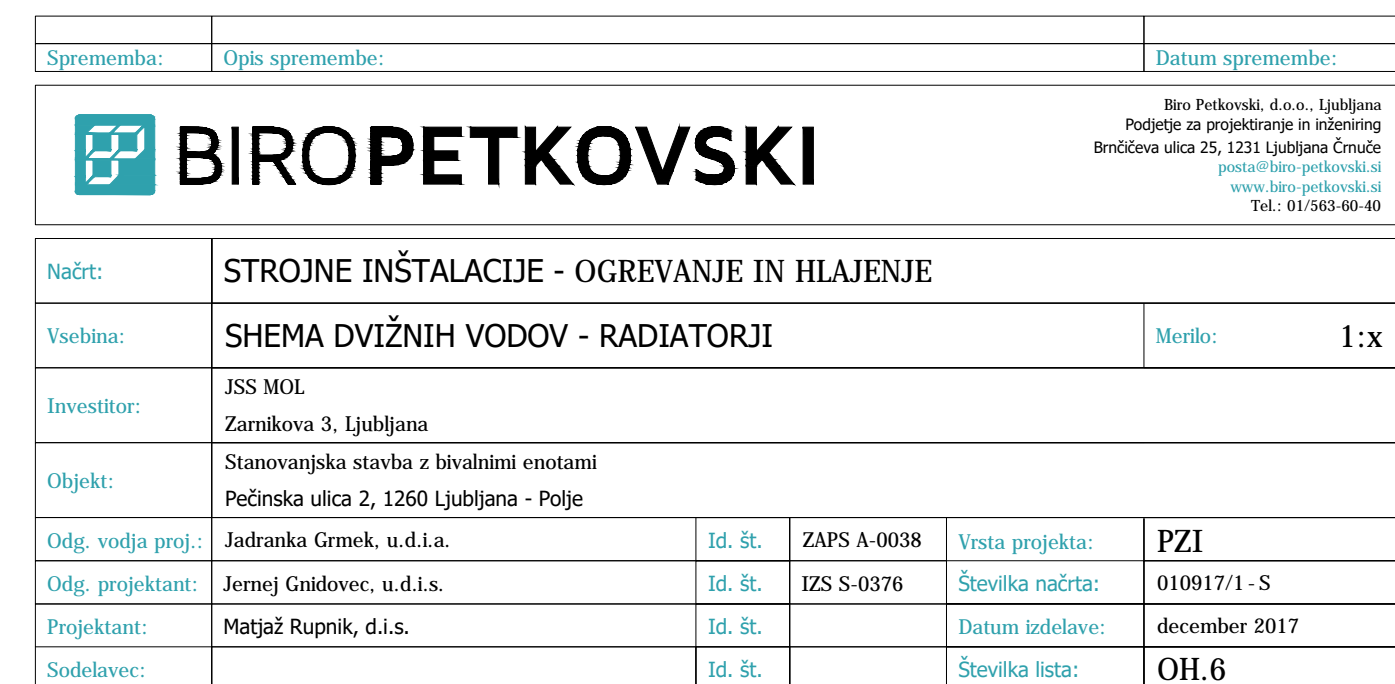 Sprememba: Opis spremembe: Datum spremembe:
BIROPETKOVSKI
Biro Petkovski, d.o.o., Ljubljana
Podjetje za projektiranje in inženiring
Brnčičeva ulica 25, 1231 Ljubljana Črnuče
posta@biro-petkovski.si
www.biro-petkovski.si
Tel.: 01/563-60-40
Načrt: STROJNE INŠTALACIJE - OGREVANJE IN HLAJENJE
Vsebina: SHEMA DVIŽNIH VODOV - RADIATORJI Merilo: 1:x
Investitor: JSS MOL
Zarnikova 3, Ljubljana
Objekt: Stanovanjska stavba z bivalnimi enotami
Pečinska ulica 2, 1260 Ljubljana - Polje
Odg. vodja proj.: Jadranka Grmek, u.d.i.a. Id. št. ZAPS A-0038 Vrsta projekta: PZI
Odg. projektant: Jernej Gnidovec, u.d.i.s. Id. št. IZS S-0376 Številka načrta: 010917/1 - S
Projektant: Matjaž Rupnik, d.i.s. Id. št. Datum izdelave: december 2017
Sodelavec: Id. št. Številka lista: OH.6